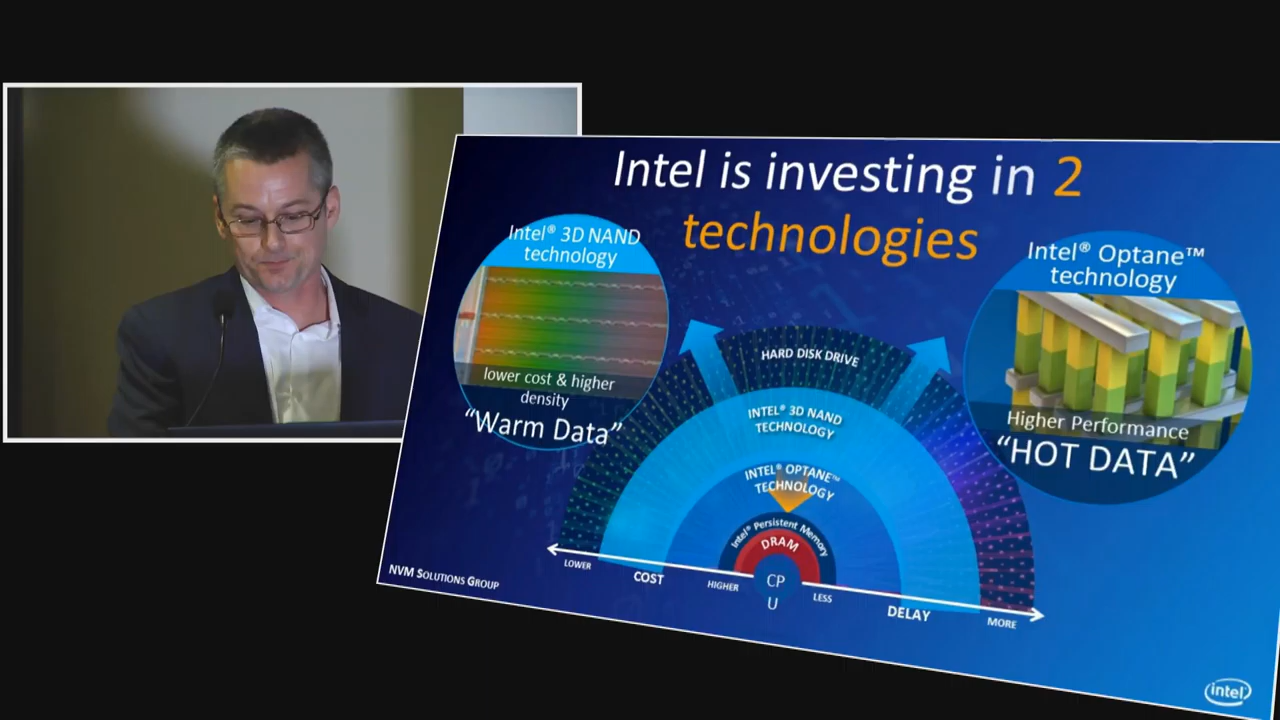 Intel is investing in 2
technologies
Intel® 3D NAND
technology
lower cost & higher
density
“Warm Data”
Intel® Optane™
technology
Higher Performance
“HOT DATA”
HARD DISK DRIVE
INTEL® 3D NAND
TECHNOLOGY
INTEL® OPTANE™
TECHNOLOGY
Intel® Persistent Memory
DRAM
CP
U
LOWER
COST
HIGHER
LESS
DELAY
MORE
NVM SOLUTIONS GROUP
intel